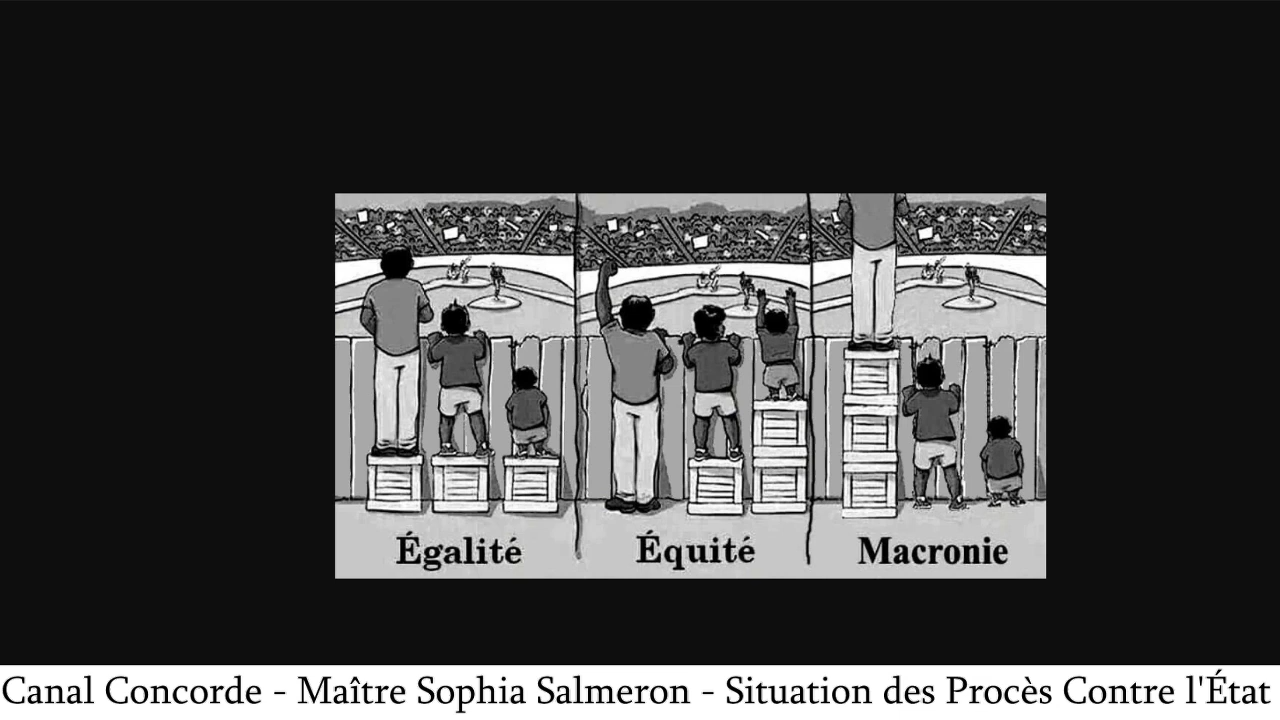 Égalité
Équité
Macronie
Canal Concorde - Maître Sophia Salmeron - Situation des Procès Contre l'État